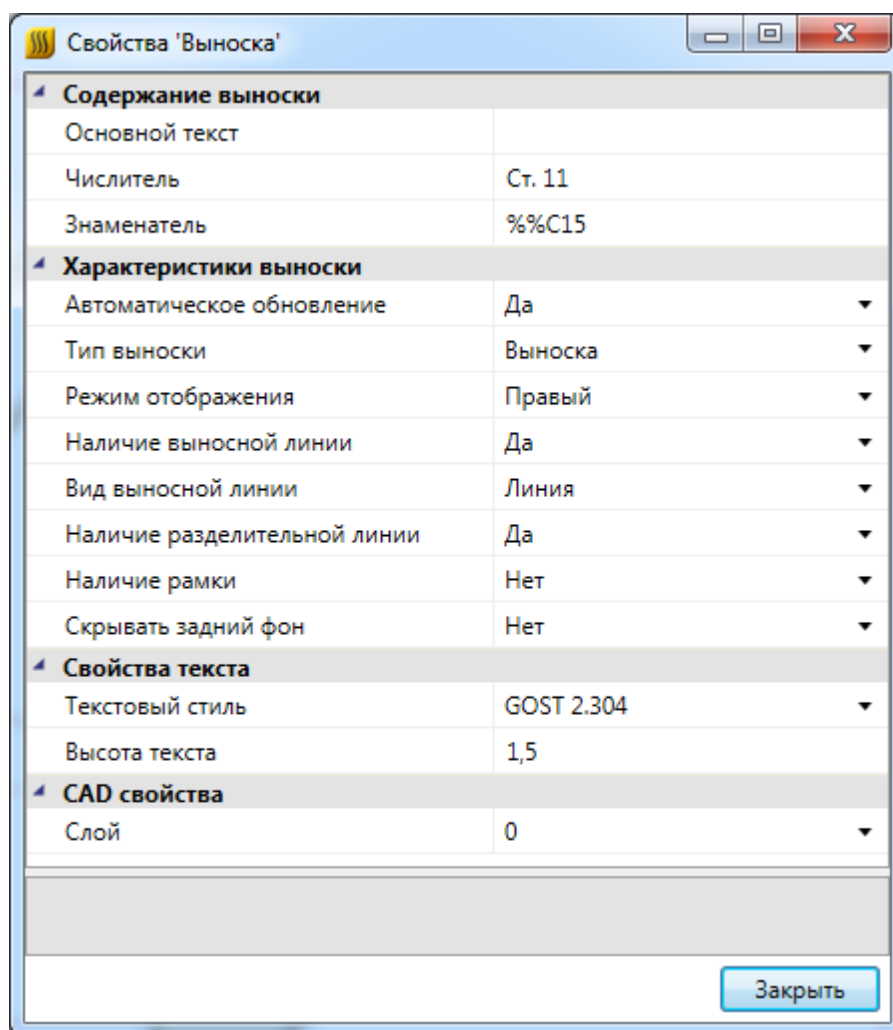 Свойства 'Выноска'
Содержание выноски
Основной текст
Числитель Ст. 11
Знаменатель %%C15
Характеристики выноски
Автоматическое обновление Да
Тип выноски Выноска
Режим отображения Правый
Наличие выносной линии Да
Вид выносной линии Линия
Наличие разделительной линии Да
Наличие рамки Нет
Скрывать задний фон Нет
Свойства текста
Текстовый стиль GOST 2.304
Высота текста 1,5
CAD свойства
Слой 0
Закрыть